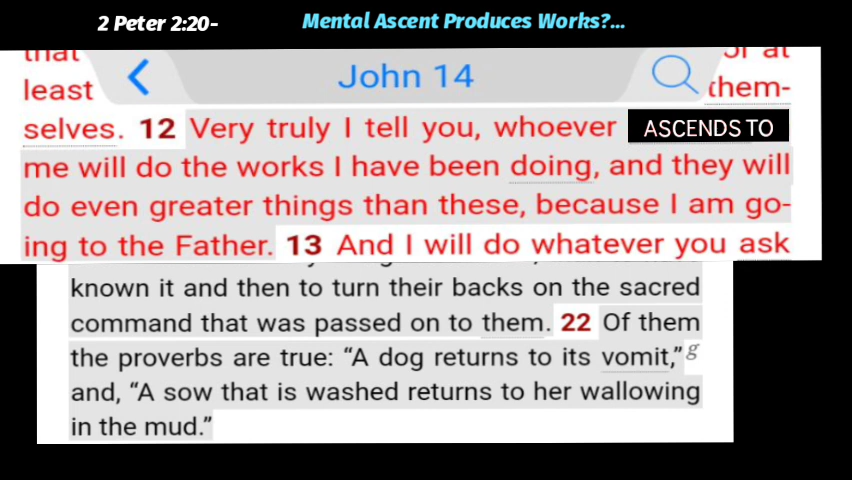 2 Peter 2:20-
Mental Ascent Produces Works?...
that
or at
least
John 14
them-
selves. 12 Very truly I tell you, whoever ASCENDS TO
me will do the works I have been doing, and they will
do even greater things than these, because I am go-
ing to the Father. 13 And I will do whatever you ask
known it and then to turn their backs on the sacred
command that was passed on to them. 22 Of them
the proverbs are true: “A dog returns to its vomit,” g
and, “A sow that is washed returns to her wallowing
in the mud.”